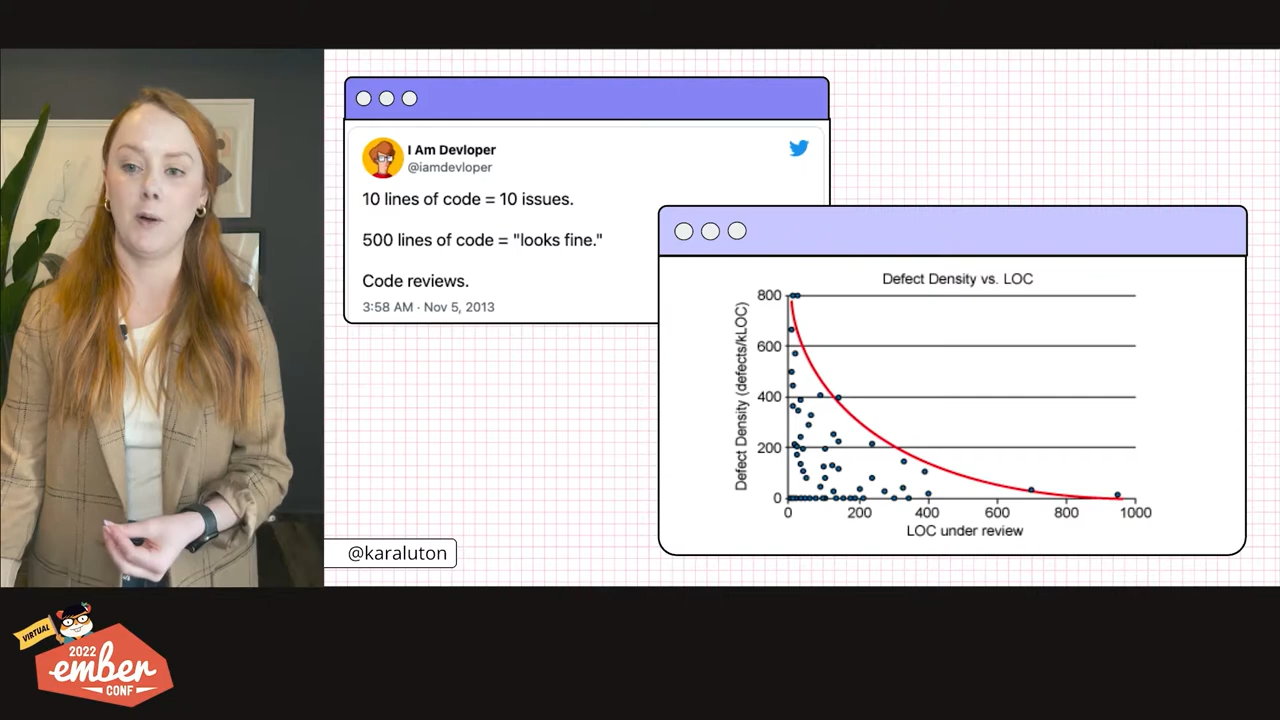 I Am Devloper
@iamdevloper
10 lines of code = 10 issues.
500 lines of code = "looks fine."
Code reviews.
3:58 AM · Nov 5, 2013
Defect Density vs. LOC
Defect Density (defects/kLOC)
800
600
400
200
0
0 200 400 600 800 1000
LOC under review
@karaluton
VIRTUAL
2022
ember
CONF